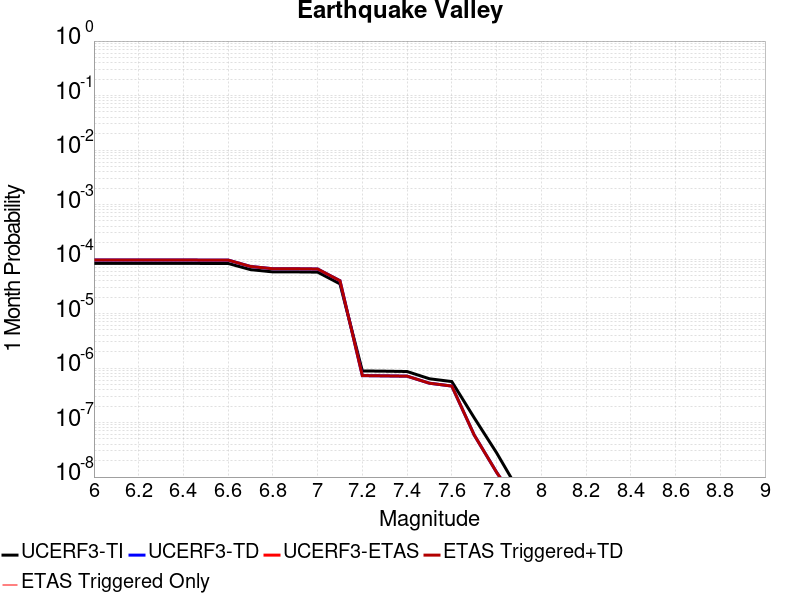 Earthquake Valley
1 Month Probability
10^0
10^-1
10^-2
10^-3
10^-4
10^-5
10^-6
10^-7
10^-8
6 6.2 6.4 6.6 6.8 7 7.2 7.4 7.6 7.8 8 8.2 8.4 8.6 8.8 9
Magnitude
UCERF3-TI UCERF3-TD UCERF3-ETAS ETAS Triggered+TD
ETAS Triggered Only